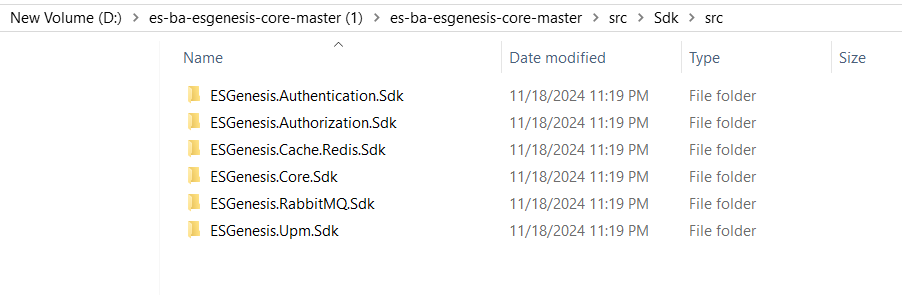 New Volume (D:) > es-ba-esgenesis-core-master (1) > es-ba-esgenesis-core-master > src > Sdk > src
Name Date modified Type Size
ESGenesis.Authentication.Sdk 11/18/2024 11:19 PM File folder
ESGenesis.Authorization.Sdk 11/18/2024 11:19 PM File folder
ESGenesis.Cache.Redis.Sdk 11/18/2024 11:19 PM File folder
ESGenesis.Core.Sdk 11/18/2024 11:19 PM File folder
ESGenesis.RabbitMQ.Sdk 11/18/2024 11:19 PM File folder
ESGenesis.Upm.Sdk 11/18/2024 11:19 PM File folder